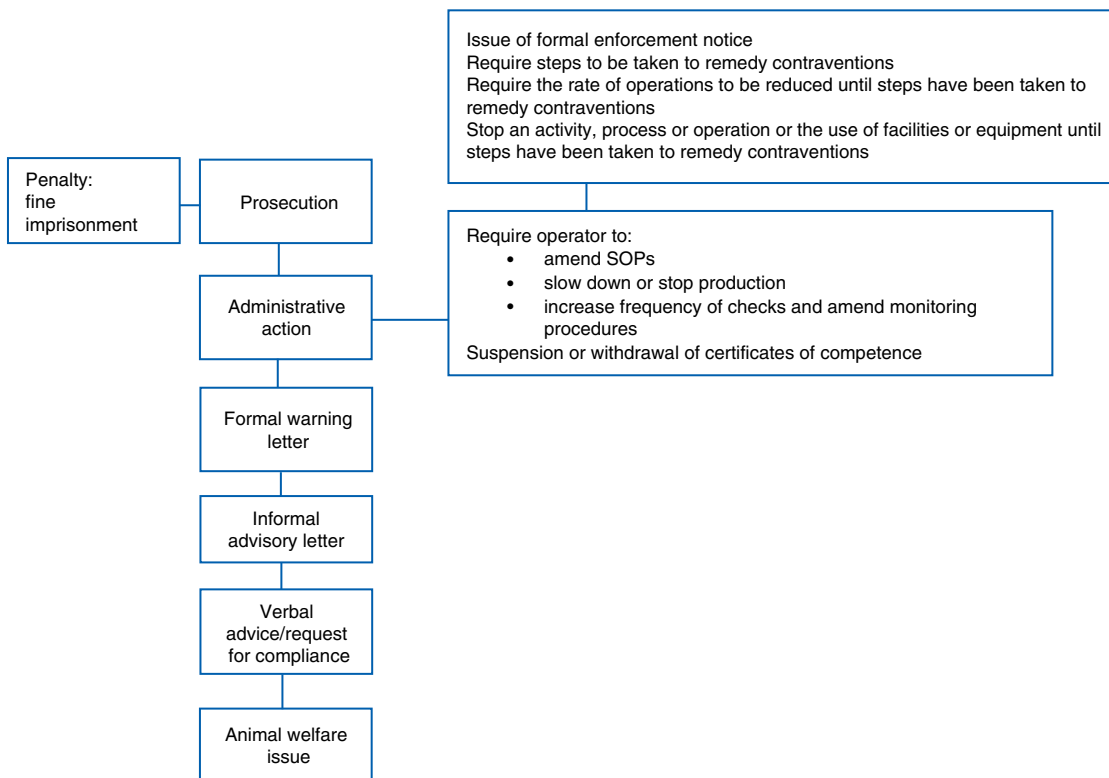 Issue of formal enforcement notice
Require steps to be taken to remedy contraventions
Require the rate of operations to be reduced until steps have been taken to
remedy contraventions
Stop an activity, process or operation or the use of facilities or equipment until
steps have been taken to remedy contraventions
Penalty:
fine
imprisonment
Prosecution
Require operator to:
• amend SOPs
• slow down or stop production
• increase frequency of checks and amend monitoring
procedures
Suspension or withdrawal of certificates of competence
Administrative
action
Formal warning
letter
Informal
advisory letter
Verbal
advice/request
for compliance
Animal welfare
issue